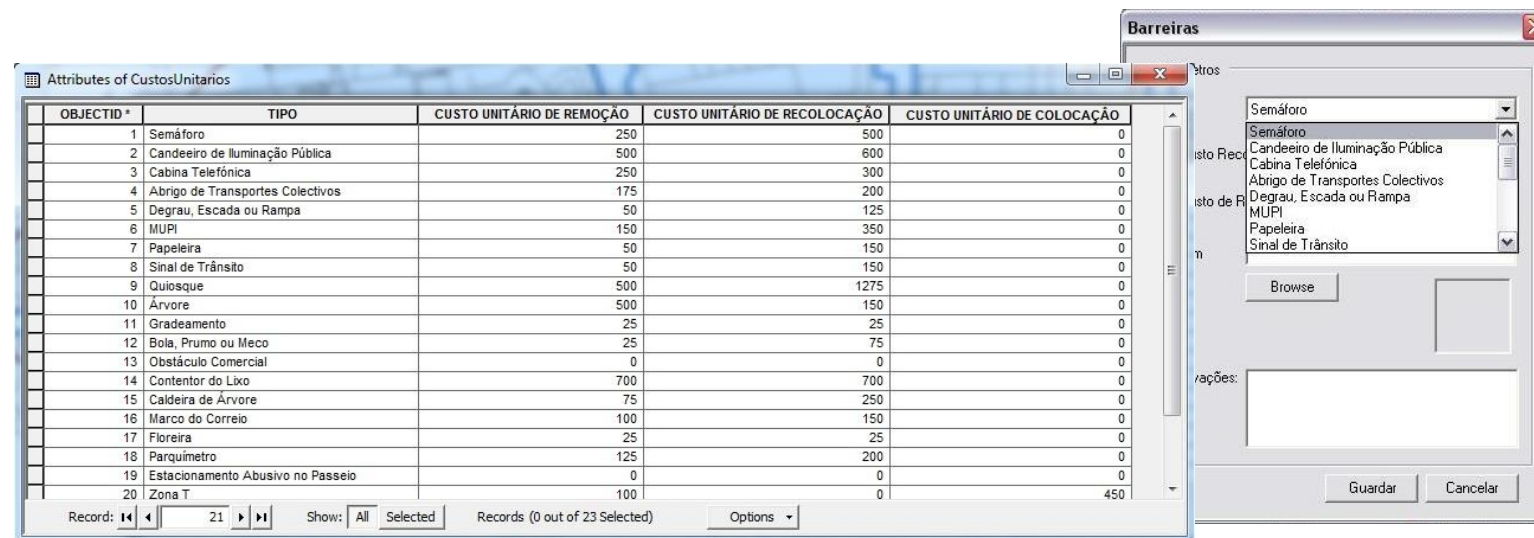 Barreiras
Attributes of CustosUnitarios
OBJECTID * TIPO CUSTO UNITÁRIO DE REMOÇÃO CUSTO UNITÁRIO DE RECOLOCAÇÃO CUSTO UNITÁRIO DE COLOCAÇÃO
1 Semáforo 250 500 0
2 Candeeiro de Iluminação Pública 500 600 0
3 Cabina Telefónica 250 300 0
4 Abrigo de Transportes Colectivos 175 200 0
5 Degrau, Escada ou Rampa 50 125 0
6 MUPI 150 350 0
7 Papeleira 50 150 0
8 Sinal de Trânsito 50 150 0
9 Quiosque 500 1275 0
10 Árvore 500 150 0
11 Gradeamento 25 25 0
12 Bola, Prumo ou Meco 25 75 0
13 Obstáculo Comercial 0 0 0
14 Contentor do Lixo 700 700 0
15 Caldeira de Árvore 75 250 0
16 Marco do Correio 100 150 0
17 Floreira 25 25 0
18 Parquímetro 125 200 0
19 Estacionamento Abusivo no Passeio 0 0 0
20 Zona T 100 0 450
Record: 21 Show: All Selected Records (0 out of 23 Selected) Options
etros
Semáforo
Semáforo
Candeeiro de Iluminação Pública
usto Reco
Cabina Telefónica
Abrigo de Transportes Colectivos
usto de R
Degrau, Escada ou Rampa
MUPI
Papeleira
Sinal de Trânsito
m
Browse
vações:
Guardar Cancelar